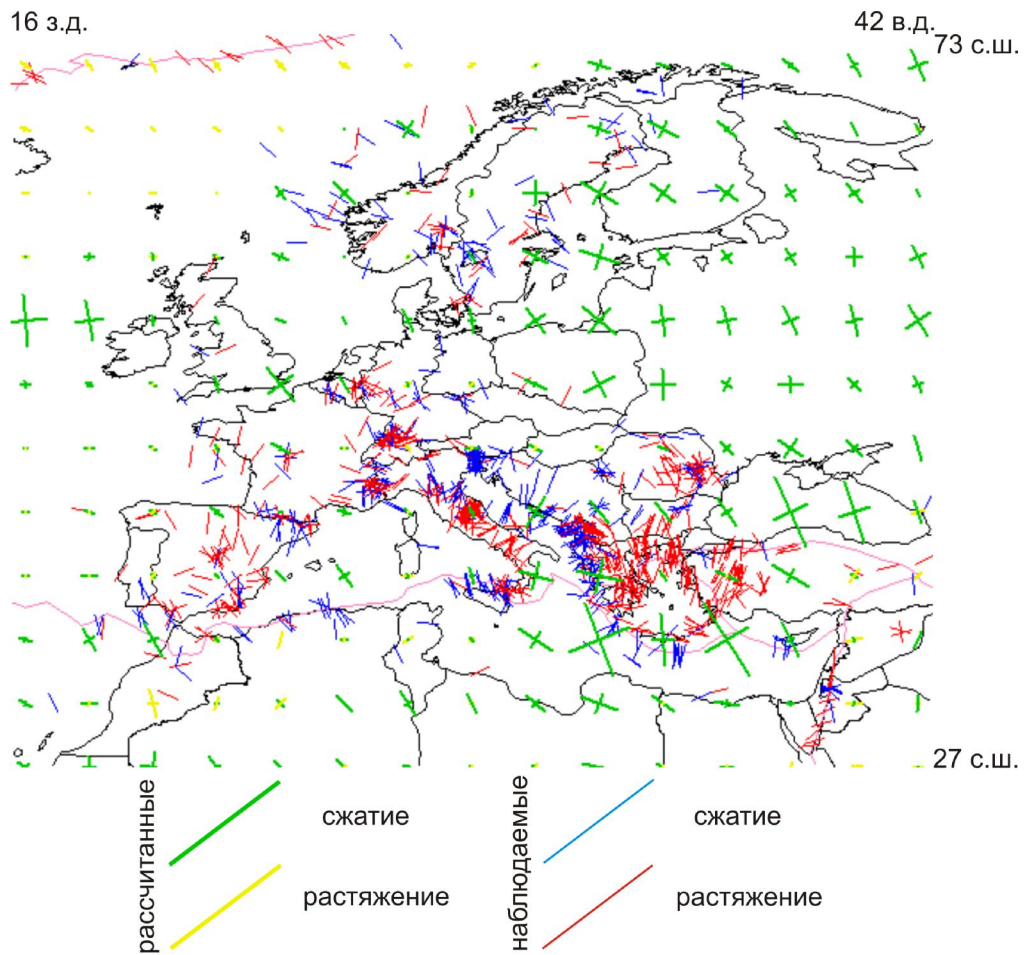 16 з.д.
42 в.д.
73 с.ш.
27 с.ш.
рассчитанные
сжатие
растяжение
наблюдаемые
сжатие
растяжение